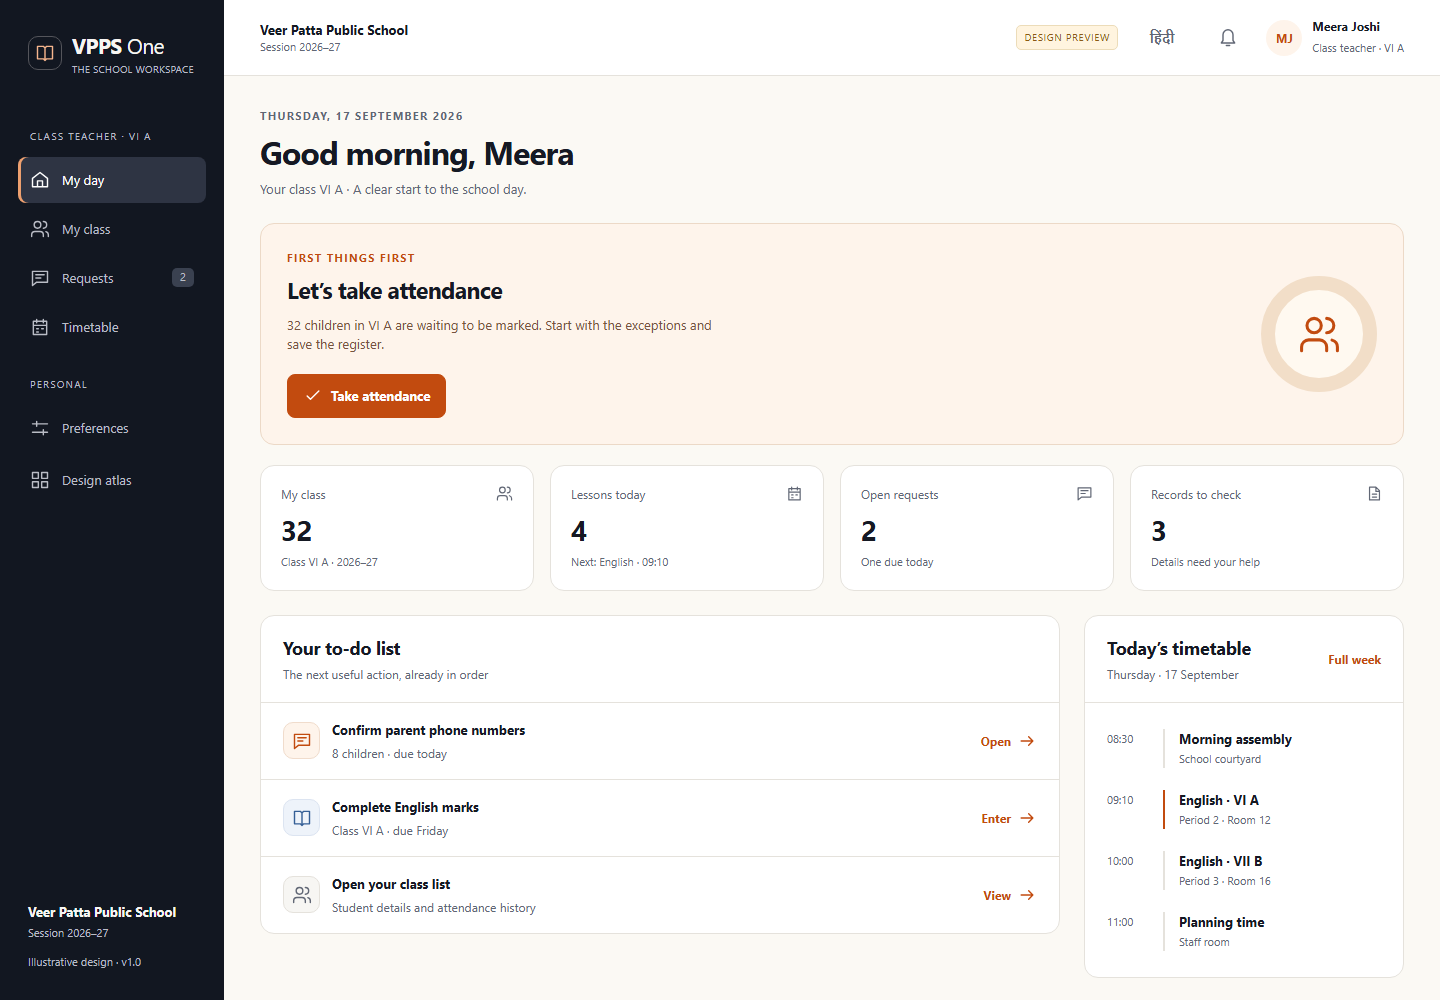 VPPS One
THE SCHOOL WORKSPACE
CLASS TEACHER · VI A
My day
My class
Requests 2
Timetable
PERSONAL
Preferences
Design atlas
Veer Patta Public School
Session 2026–27
Illustrative design · v1.0
Veer Patta Public School
Session 2026–27
DESIGN PREVIEW
हिंदी
MJ
Meera Joshi
Class teacher · VI A
THURSDAY, 17 SEPTEMBER 2026
Good morning, Meera
Your class VI A · A clear start to the school day.
FIRST THINGS FIRST
Let’s take attendance
32 children in VI A are waiting to be marked. Start with the exceptions and
save the register.
Take attendance
My class
32
Class VI A · 2026–27
Lessons today
4
Next: English · 09:10
Open requests
2
One due today
Records to check
3
Details need your help
Your to-do list
The next useful action, already in order
Confirm parent phone numbers
8 children · due today
Open
Complete English marks
Class VI A · due Friday
Enter
Open your class list
Student details and attendance history
View
Today’s timetable
Thursday · 17 September
Full week
08:30
Morning assembly
School courtyard
09:10
English · VI A
Period 2 · Room 12
10:00
English · VII B
Period 3 · Room 16
11:00
Planning time
Staff room